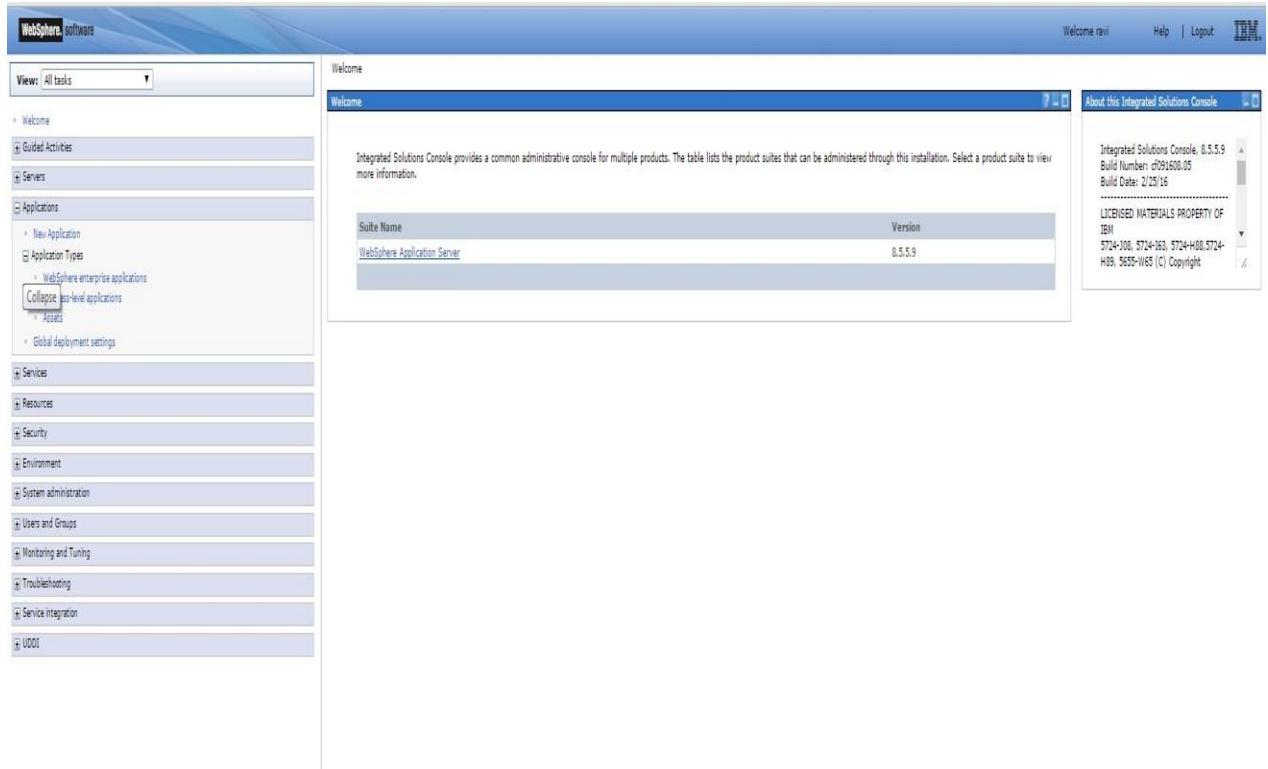 WebSphere. software
Welcome ravi Help | Logout IBM.
View: All tasks
Welcome
Guided Activities
Servers
Applications
New Application
Application Types
WebSphere enterprise applications
Collapse ess-level applications
Assets
Global deployment settings
Services
Resources
Security
Environment
System administration
Users and Groups
Monitoring and Tuning
Troubleshooting
Service integration
UDDI
Welcome
Welcome
Integrated Solutions Console provides a common administrative console for multiple products. The table lists the product suites that can be administered through this installation. Select a product suite to view
more information.
Suite Name Version
WebSphere Application Server 8.5.5.9
About this Integrated Solutions Console
Integrated Solutions Console, 8.5.5.9
Build Number: cf091608.05
Build Date: 2/25/16
----------------------------------------
LICENSED MATERIALS PROPERTY OF
IBM
5724-J08, 5724-I63, 5724-H88,5724-
H89, 5655-W65 (C) Copyright